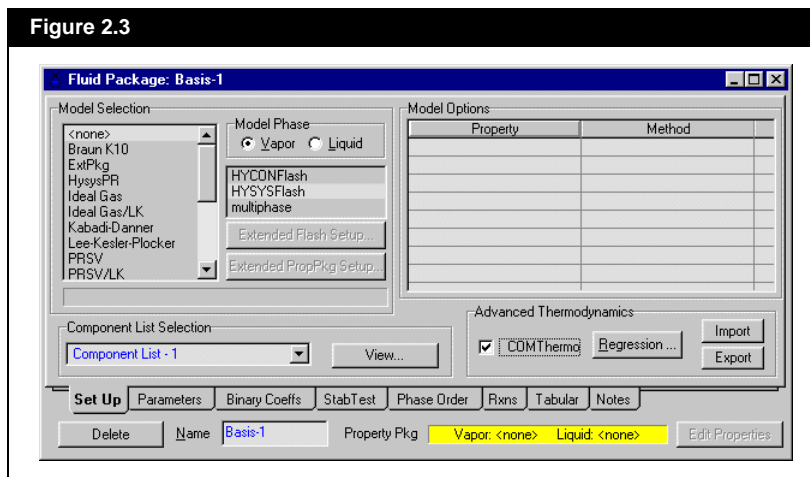 Figure 2.3
Fluid Package: Basis-1
Model Selection
<none>
Braun K10
ExtPkg
HysysPR
Ideal Gas
Ideal Gas/LK
Kabadi-Danner
Lee-Kesler-Plocker
PRSV
PRSV/LK
Model Phase
Vapor Liquid
HYCONFlash
HYSYSFlash
multiphase
Extended Flash Setup...
Extended PropPkg Setup...
Model Options
Property Method
Component List Selection
Component List - 1
View...
Advanced Thermodynamics
COMThermo
Regression ...
Import
Export
Set Up Parameters Binary Coeffs StabTest Phase Order Rxns Tabular Notes
Delete Name Basis-1 Property Pkg Vapor: <none> Liquid: <none> Edit Properties